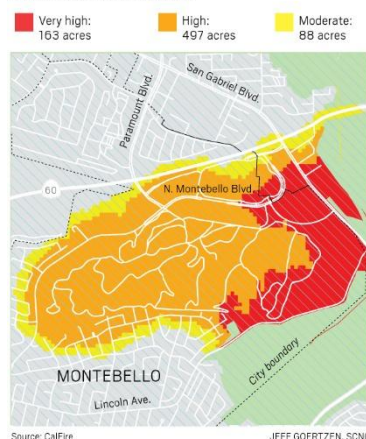 Very high:
163 acres
High:
497 acres
Moderate:
88 acres
San Gabriel Blvd.
Paramount Blvd.
60
N. Montebello Blvd.
City boundary
MONTEBELLO
Lincoln Ave.
Source: CalFire
JEFF GOERTZEN, SCNG